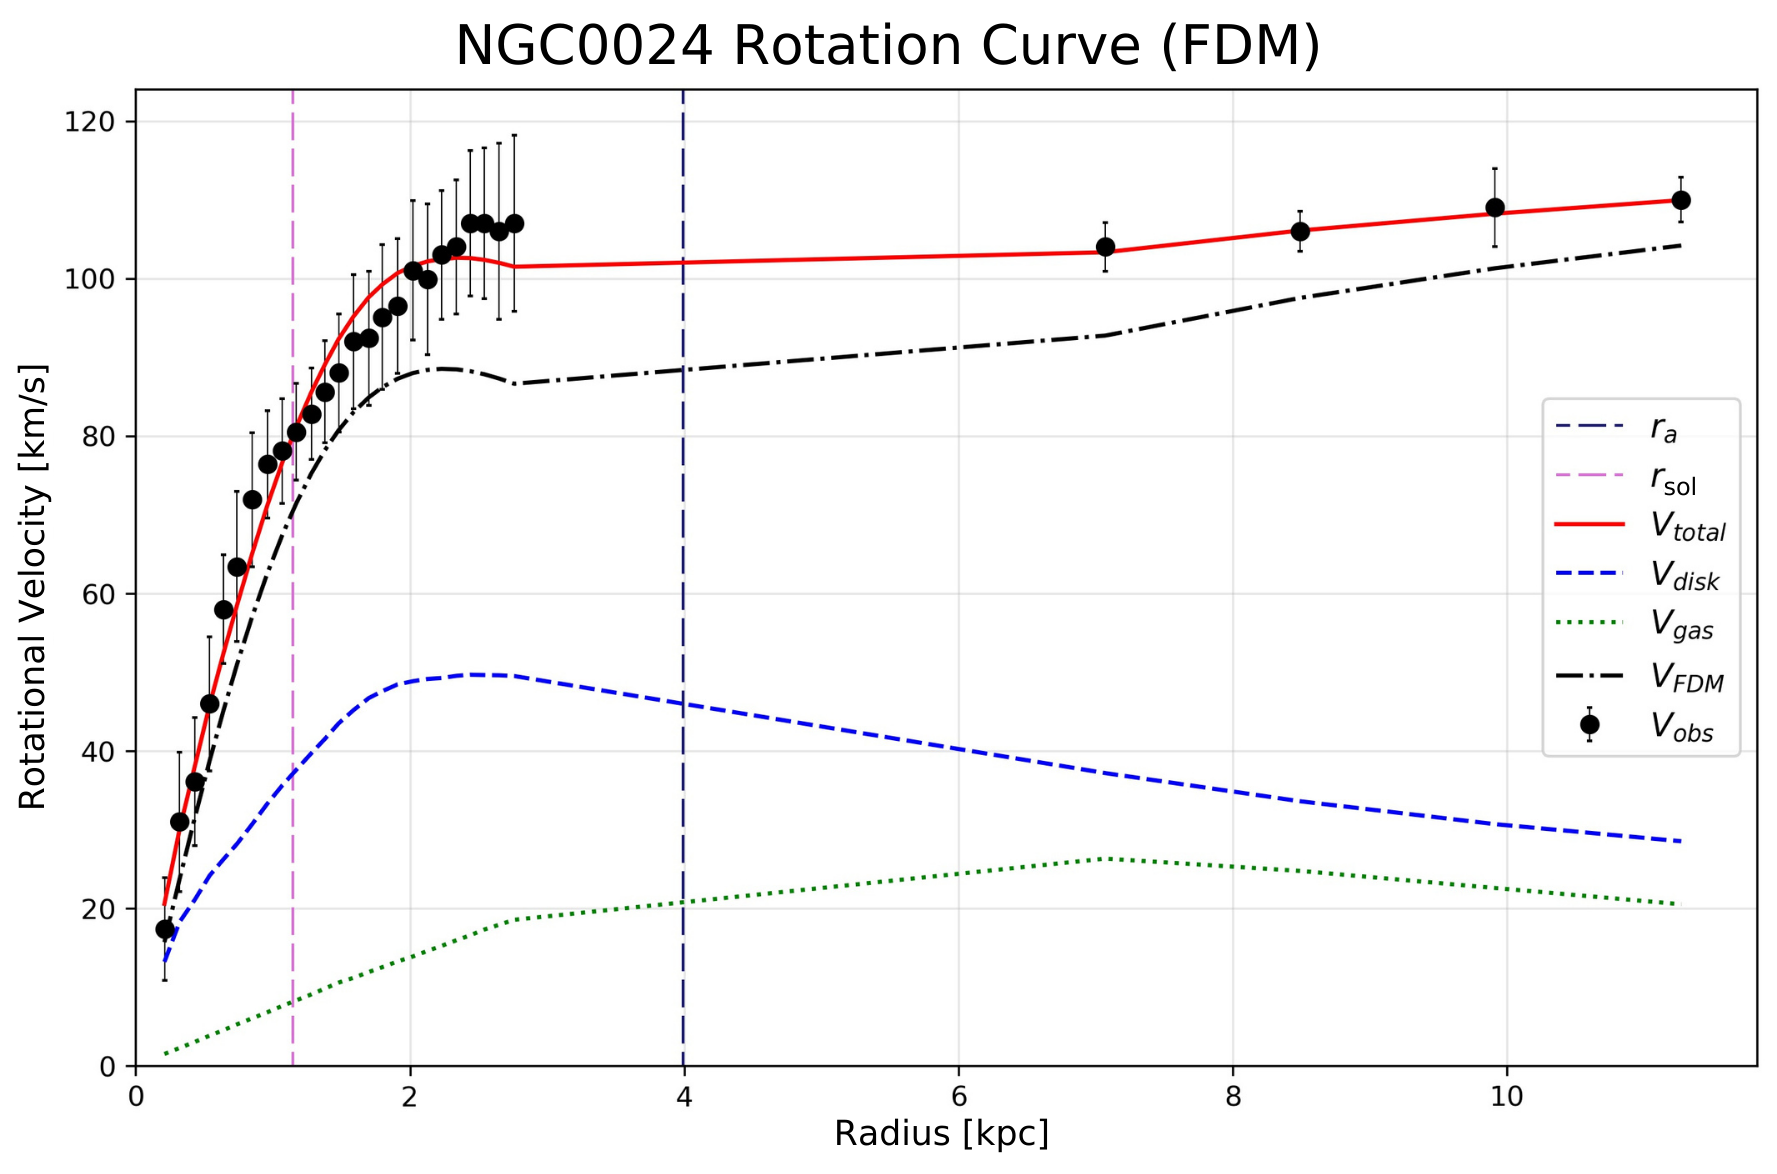 NGC0024 Rotation Curve (FDM)
Rotational Velocity [km/s]
120
100
80
60
40
20
0
0 2 4 6 8 10
Radius [kpc]
r_a
r_sol
V_total
V_disk
V_gas
V_FDM
V_obs